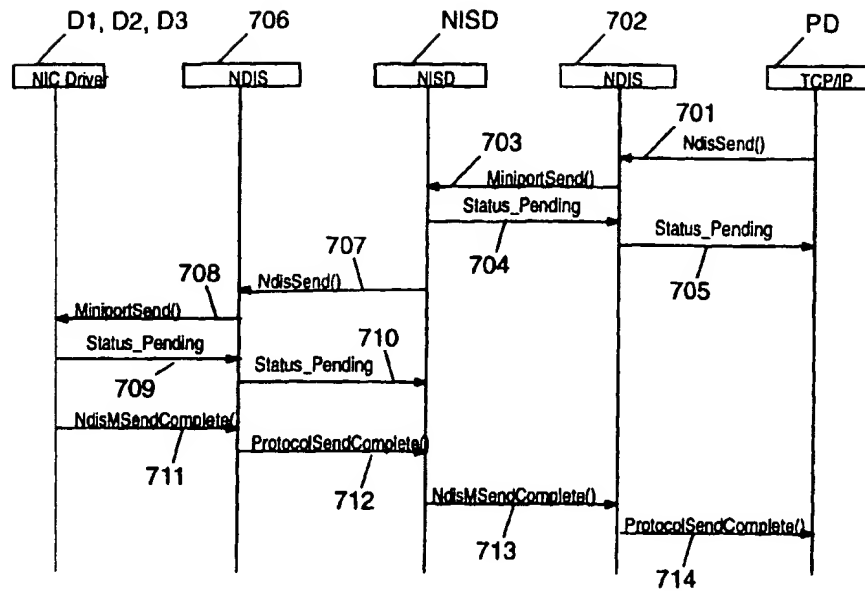 D1, D2, D3
706
NISD
702
PD
NIC Driver
NDIS
NISD
NDIS
TCP/IP
701
NdisSend()
703
MiniportSend()
Status_Pending
704
Status_Pending
705
707
NdisSend()
708
MiniportSend()
Status_Pending
709
710
Status_Pending
NdisMSendComplete()
711
ProtocolSendComplete()
712
NdisMSendComplete()
713
ProtocolSendComplete()
714